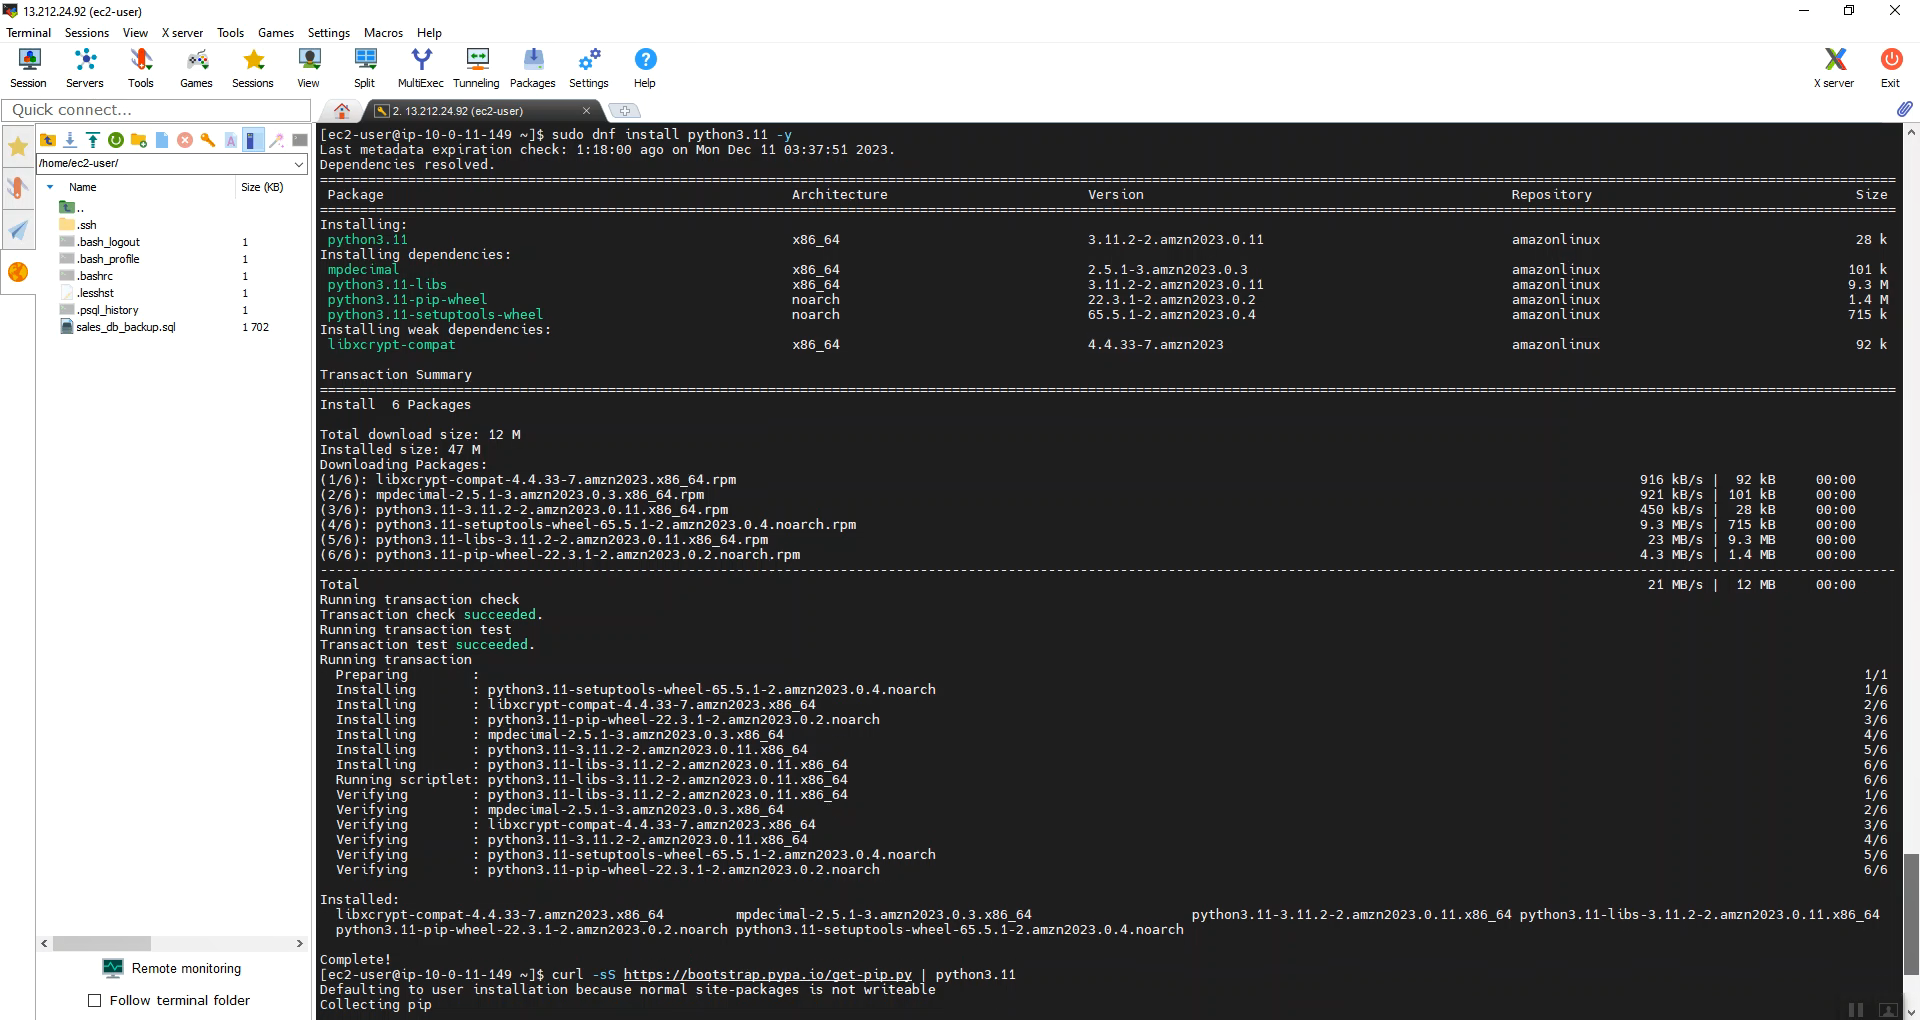 13.212.24.92 (ec2-user)
Terminal Sessions View X server Tools Games Settings Macros Help
Session Servers Tools Games Sessions View Split MultiExec Tunneling Packages Settings Help X server Exit
Quick connect...
2. 13.212.24.92 (ec2-user)
/home/ec2-user/
Name Size (KB)
..
.ssh
.bash_logout 1
.bash_profile 1
.bashrc 1
.lesshst 1
.psql_history 1
sales_db_backup.sql 1 702
Remote monitoring
Follow terminal folder
[ec2-user@ip-10-0-11-149 ~]$ sudo dnf install python3.11 -y
Last metadata expiration check: 1:18:00 ago on Mon Dec 11 03:37:51 2023.
Dependencies resolved.
================================================================================
Package Architecture Version Repository Size
================================================================================
Installing:
python3.11 x86_64 3.11.2-2.amzn2023.0.11 amazonlinux 28 k
Installing dependencies:
mpdecimal x86_64 2.5.1-3.amzn2023.0.3 amazonlinux 101 k
python3.11-libs x86_64 3.11.2-2.amzn2023.0.11 amazonlinux 9.3 M
python3.11-pip-wheel noarch 22.3.1-2.amzn2023.0.2 amazonlinux 1.4 M
python3.11-setuptools-wheel noarch 65.5.1-2.amzn2023.0.4 amazonlinux 715 k
Installing weak dependencies:
libxcrypt-compat x86_64 4.4.33-7.amzn2023 amazonlinux 92 k
Transaction Summary
================================================================================
Install 6 Packages
Total download size: 12 M
Installed size: 47 M
Downloading Packages:
(1/6): libxcrypt-compat-4.4.33-7.amzn2023.x86_64.rpm 916 kB/s | 92 kB 00:00
(2/6): mpdecimal-2.5.1-3.amzn2023.0.3.x86_64.rpm 921 kB/s | 101 kB 00:00
(3/6): python3.11-3.11.2-2.amzn2023.0.11.x86_64.rpm 450 kB/s | 28 kB 00:00
(4/6): python3.11-setuptools-wheel-65.5.1-2.amzn2023.0.4.noarch.rpm 9.3 MB/s | 715 kB 00:00
(5/6): python3.11-libs-3.11.2-2.amzn2023.0.11.x86_64.rpm 23 MB/s | 9.3 MB 00:00
(6/6): python3.11-pip-wheel-22.3.1-2.amzn2023.0.2.noarch.rpm 4.3 MB/s | 1.4 MB 00:00
--------------------------------------------------------------------------------
Total 21 MB/s | 12 MB 00:00
Running transaction check
Transaction check succeeded.
Running transaction test
Transaction test succeeded.
Running transaction
Preparing : 1/1
Installing : python3.11-setuptools-wheel-65.5.1-2.amzn2023.0.4.noarch 1/6
Installing : libxcrypt-compat-4.4.33-7.amzn2023.x86_64 2/6
Installing : python3.11-pip-wheel-22.3.1-2.amzn2023.0.2.noarch 3/6
Installing : mpdecimal-2.5.1-3.amzn2023.0.3.x86_64 4/6
Installing : python3.11-3.11.2-2.amzn2023.0.11.x86_64 5/6
Installing : python3.11-libs-3.11.2-2.amzn2023.0.11.x86_64 6/6
Running scriptlet: python3.11-libs-3.11.2-2.amzn2023.0.11.x86_64 6/6
Verifying : python3.11-libs-3.11.2-2.amzn2023.0.11.x86_64 1/6
Verifying : mpdecimal-2.5.1-3.amzn2023.0.3.x86_64 2/6
Verifying : libxcrypt-compat-4.4.33-7.amzn2023.x86_64 3/6
Verifying : python3.11-3.11.2-2.amzn2023.0.11.x86_64 4/6
Verifying : python3.11-setuptools-wheel-65.5.1-2.amzn2023.0.4.noarch 5/6
Verifying : python3.11-pip-wheel-22.3.1-2.amzn2023.0.2.noarch 6/6
Installed:
libxcrypt-compat-4.4.33-7.amzn2023.x86_64 mpdecimal-2.5.1-3.amzn2023.0.3.x86_64 python3.11-3.11.2-2.amzn2023.0.11.x86_64 python3.11-libs-3.11.2-2.amzn2023.0.11.x86_64
python3.11-pip-wheel-22.3.1-2.amzn2023.0.2.noarch python3.11-setuptools-wheel-65.5.1-2.amzn2023.0.4.noarch
Complete!
[ec2-user@ip-10-0-11-149 ~]$ curl -sS https://bootstrap.pypa.io/get-pip.py | python3.11
Defaulting to user installation because normal site-packages is not writeable
Collecting pip